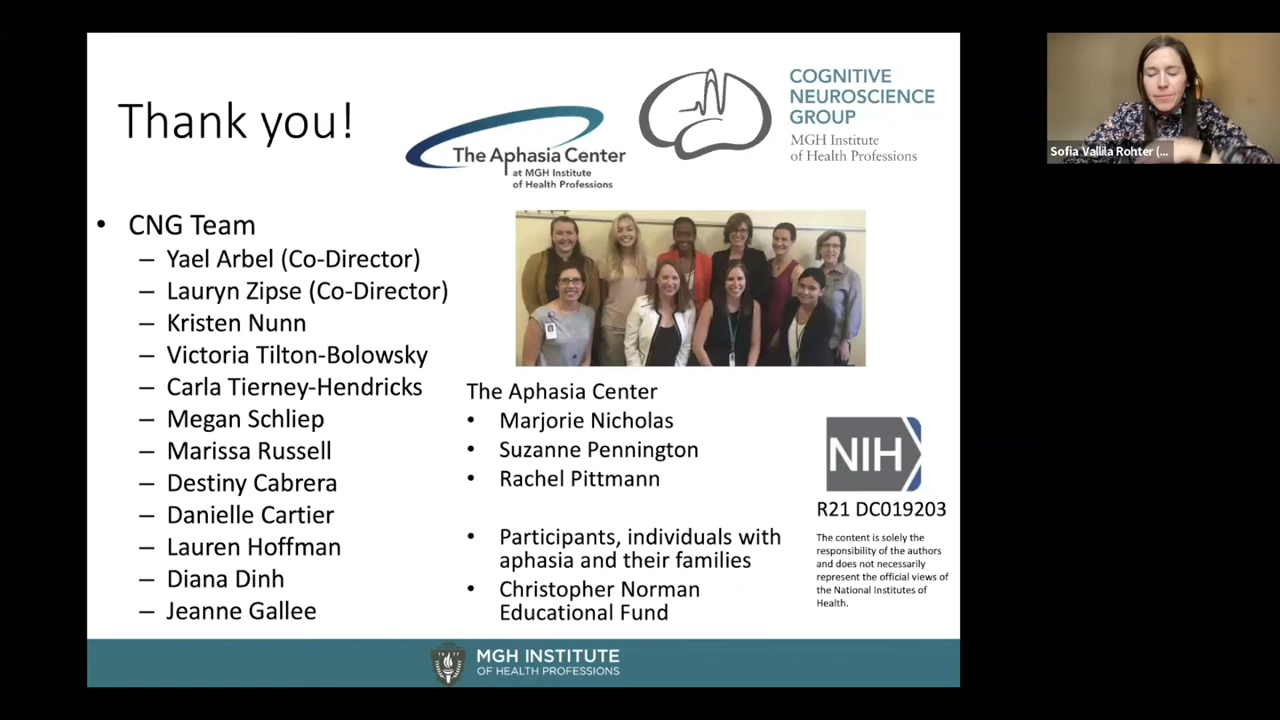 Thank you!
The Aphasia Center
at MGH Institute
of Health Professions
COGNITIVE
NEUROSCIENCE
GROUP
MGH Institute
of Health Professions
Sofia Vallila Rohter (...
• CNG Team
– Yael Arbel (Co-Director)
– Lauryn Zipse (Co-Director)
– Kristen Nunn
– Victoria Tilton-Bolowsky
– Carla Tierney-Hendricks
– Megan Schliep
– Marissa Russell
– Destiny Cabrera
– Danielle Cartier
– Lauren Hoffman
– Diana Dinh
– Jeanne Gallee
The Aphasia Center
• Marjorie Nicholas
• Suzanne Pennington
• Rachel Pittmann
• Participants, individuals with
aphasia and their families
• Christopher Norman
Educational Fund
NIH
R21 DC019203
The content is solely the
responsibility of the authors
and does not necessarily
represent the official views of
the National Institutes of
Health.
MGH INSTITUTE
OF HEALTH PROFESSIONS